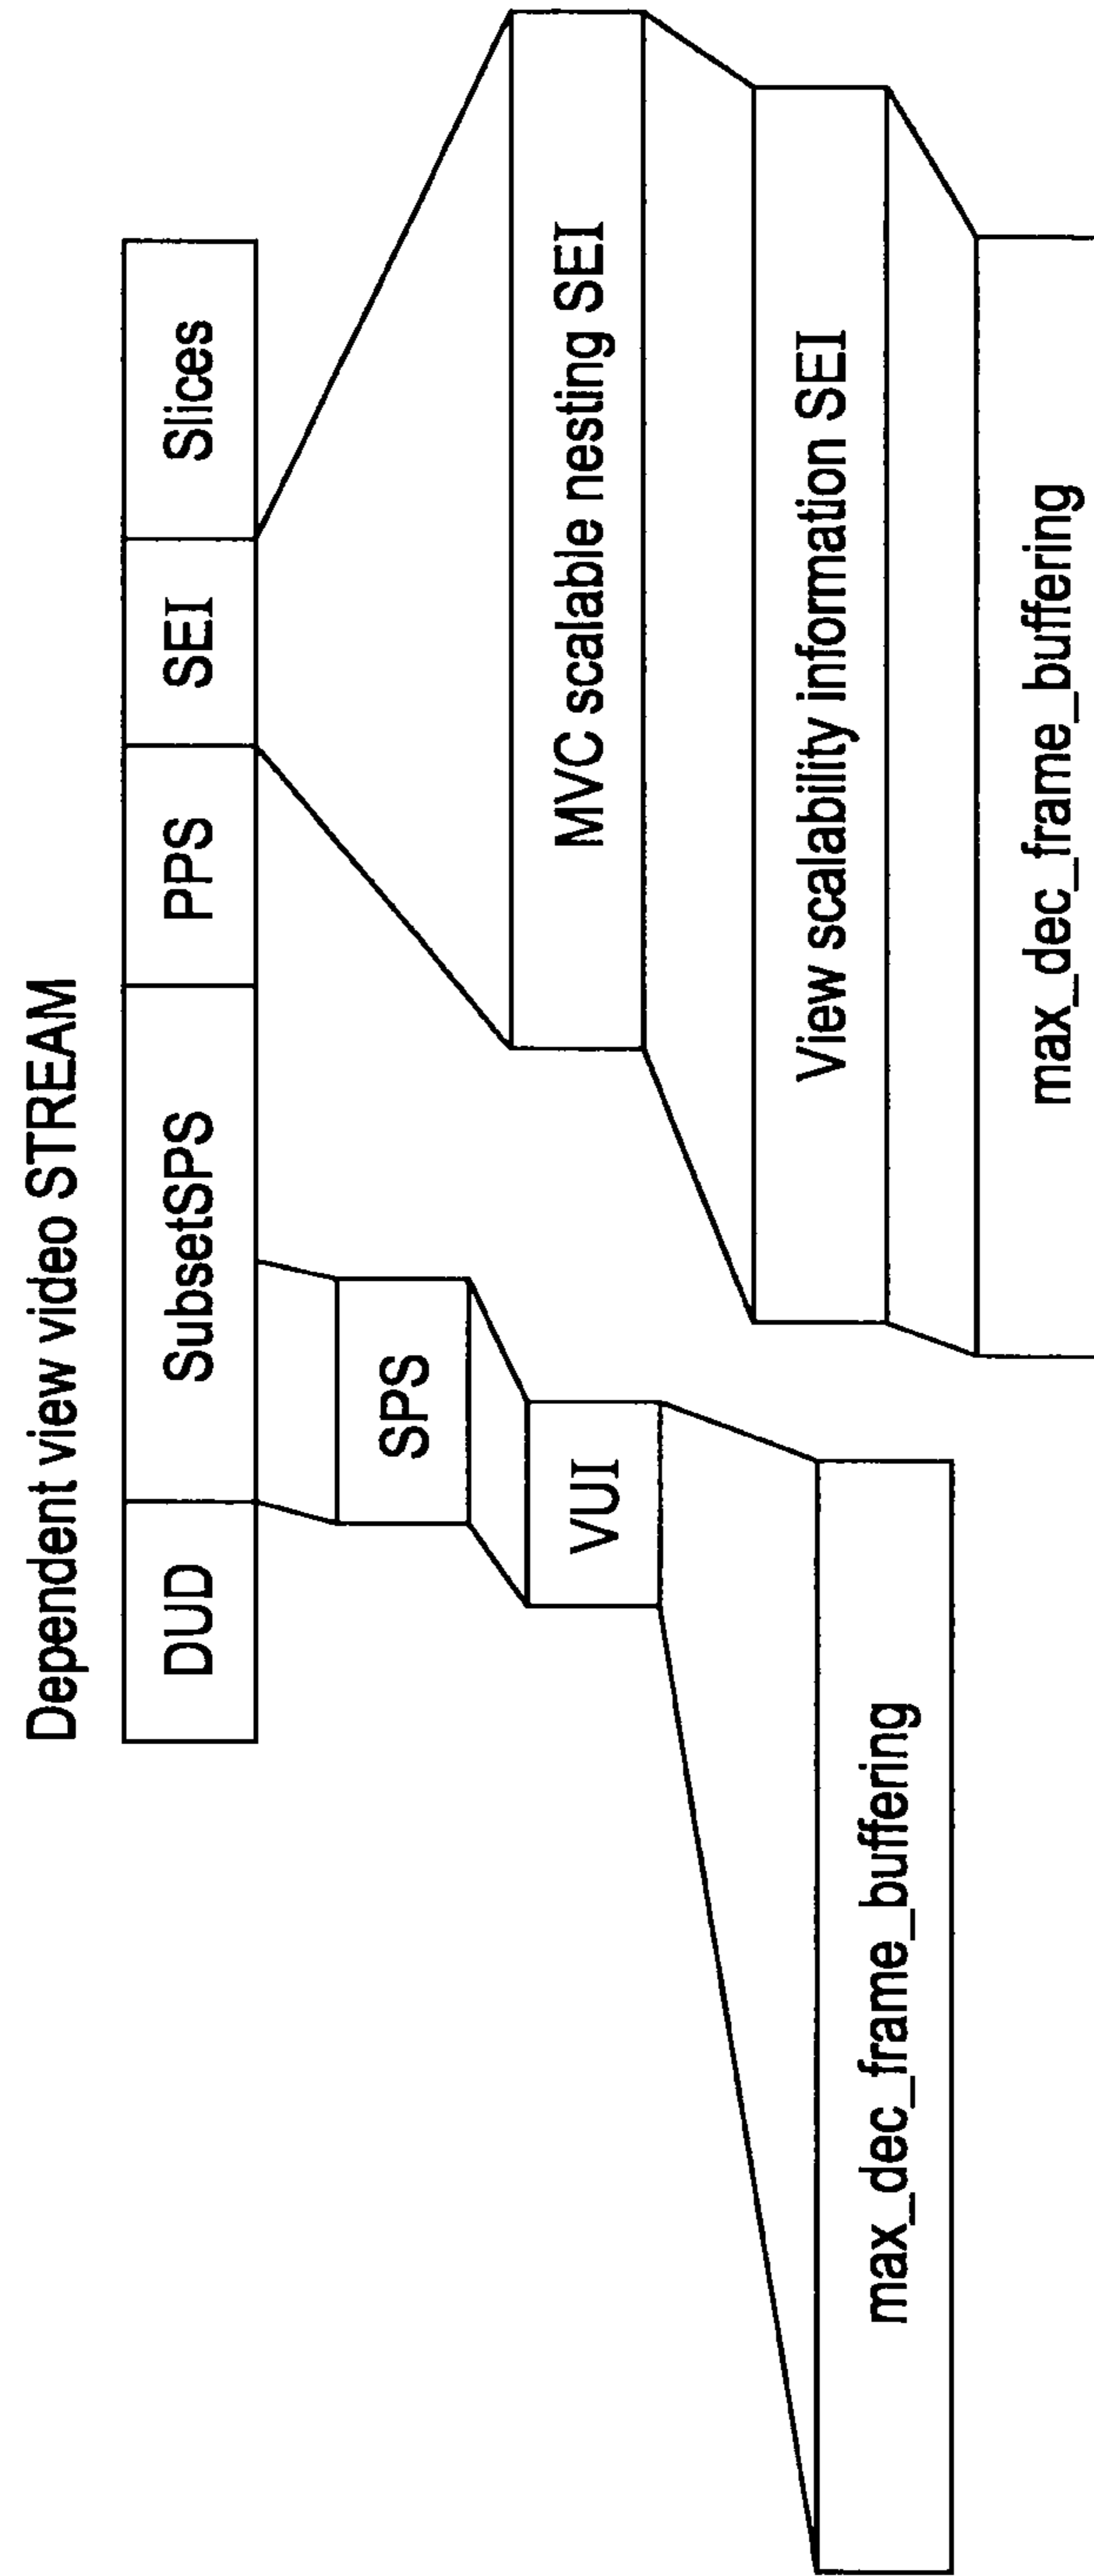 Dependent view video STREAM
DUD SubsetSPS PPS SEI Slices
SPS
VUI
MVC scalable nesting SEI
View scalability information SEI
max_dec_frame_buffering
max_dec_frame_buffering